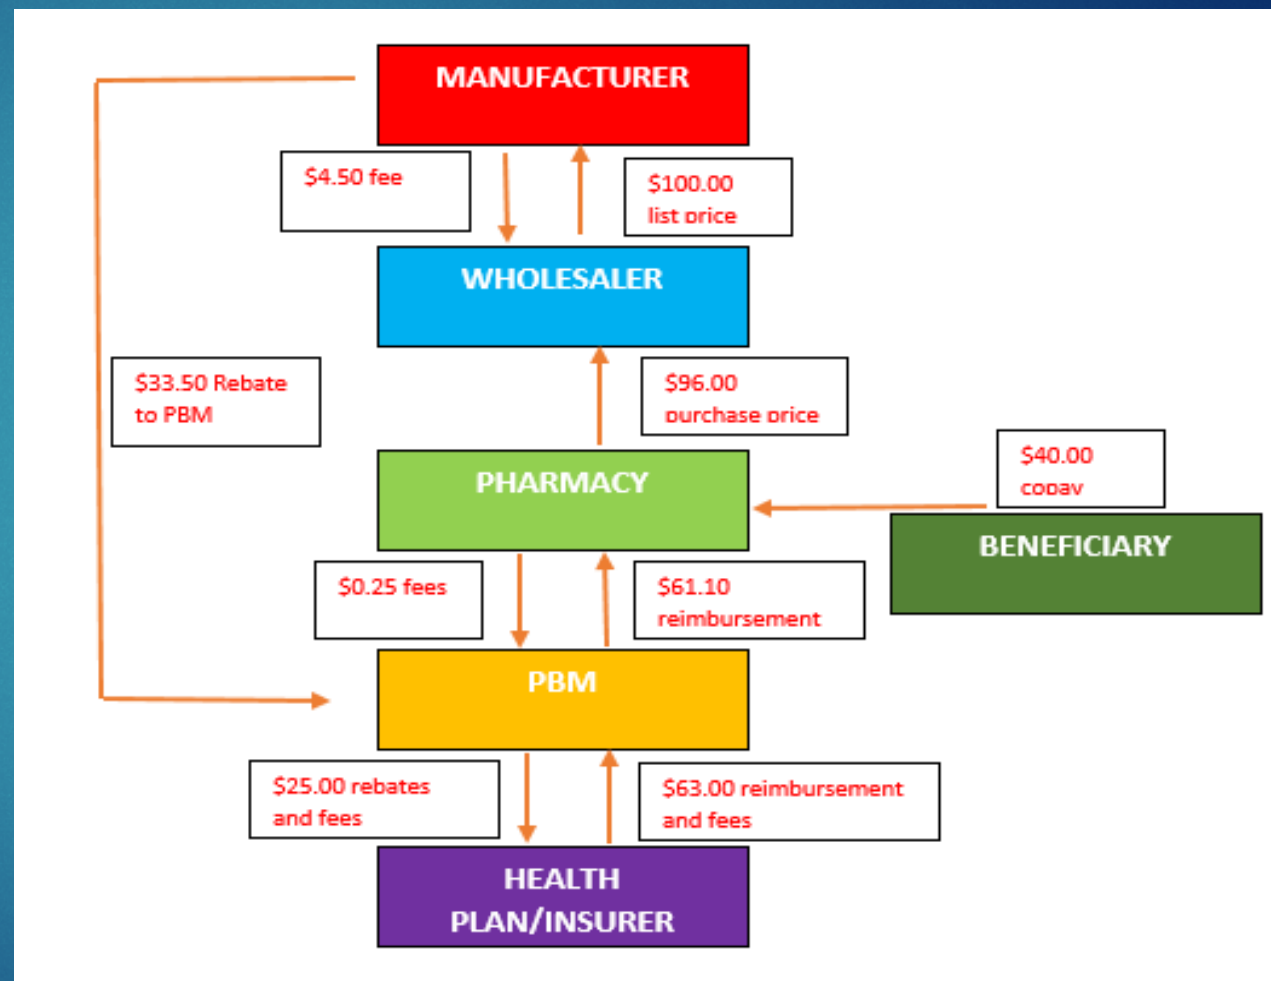 MANUFACTURER
$4.50 fee
$100.00
list price
WHOLESALER
$33.50 Rebate
to PBM
$96.00
purchase price
PHARMACY
$40.00
copay
BENEFICIARY
$0.25 fees
$61.10
reimbursement
PBM
$25.00 rebates
and fees
$63.00 reimbursement
and fees
HEALTH
PLAN/INSURER